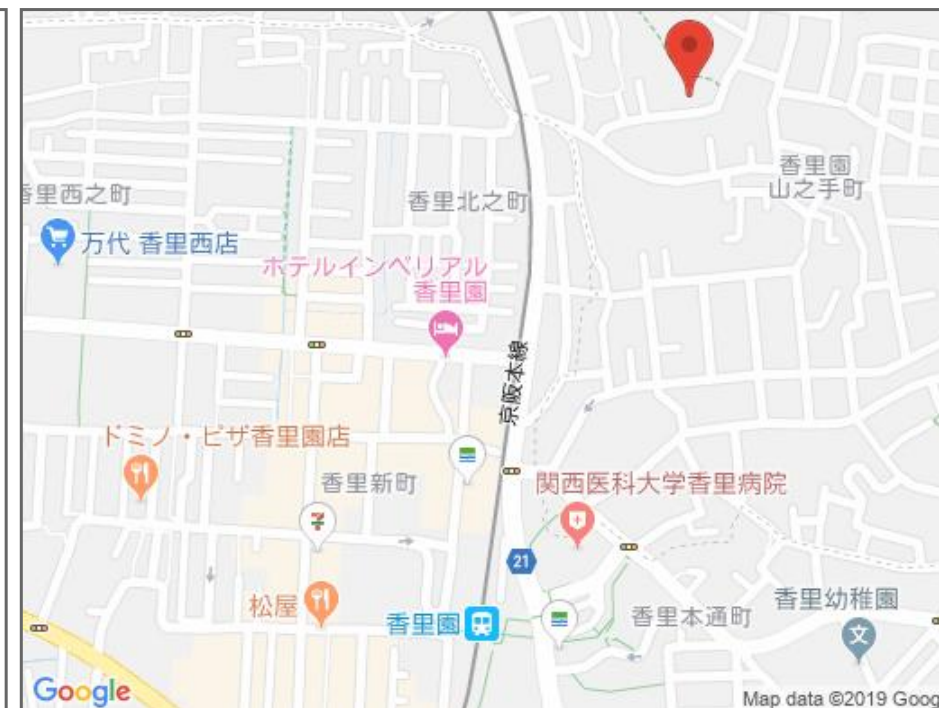 香里園
山之手町
香里西之町
香里北之町
万代 香里西店
ホテルインペリアル
香里園
京阪本線
ドミノ・ピザ香里園店
香里新町
関西医科大学香里病院
21
松屋
香里園
香里本通町
香里幼稚園
文
Google
Map data ©2019 Goog